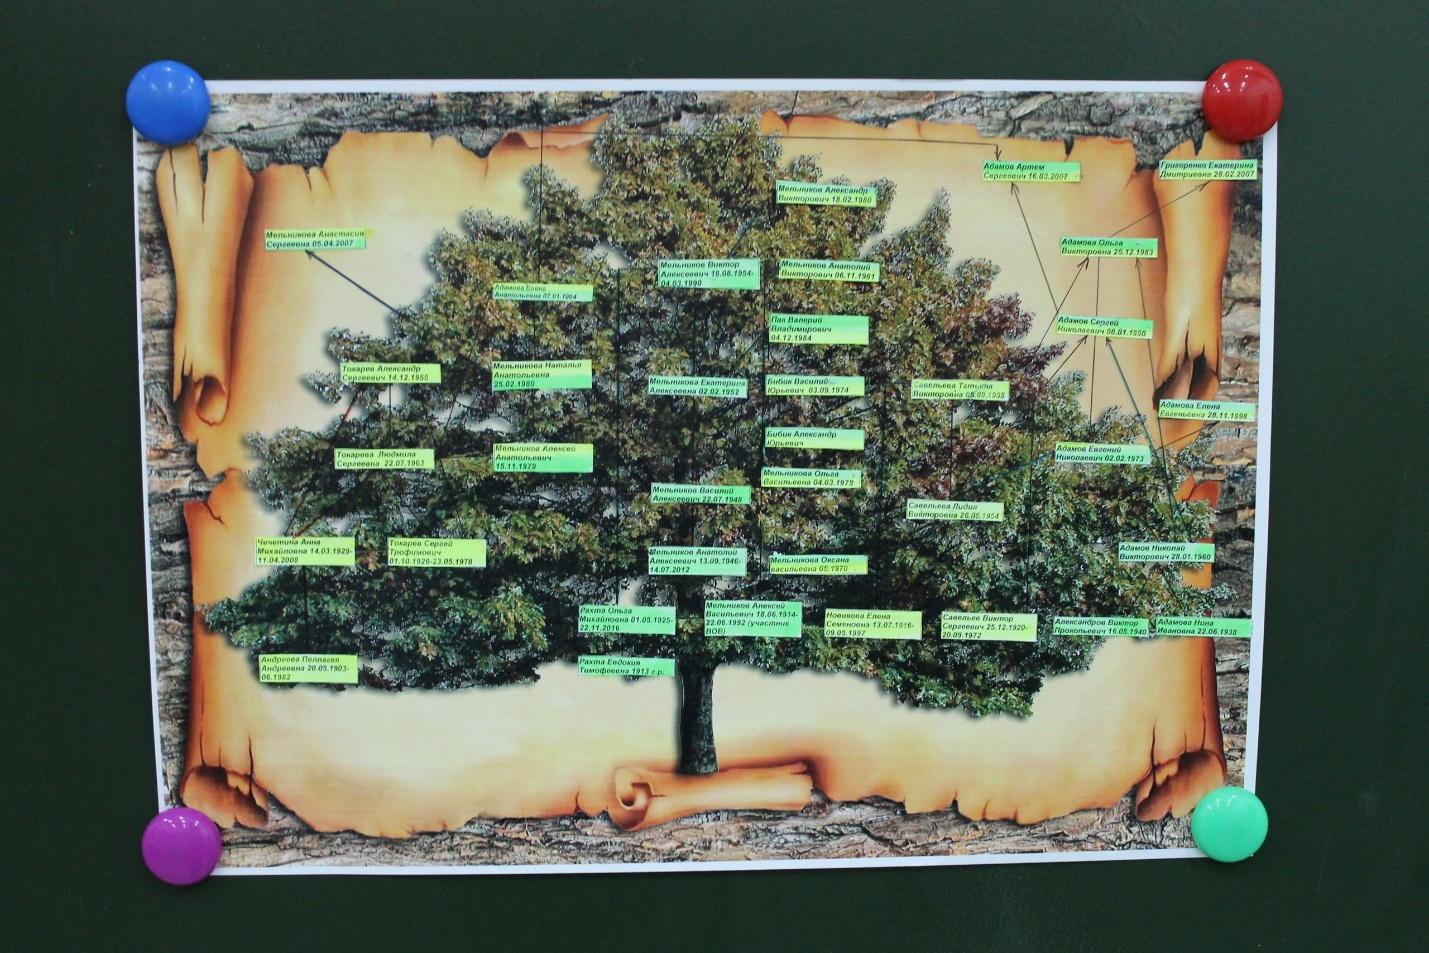 Адамов Артем
Сергеевич 16.03.2007
Григоренко Екатерина
Дмитриевна 28.02.2007
Мельников Александр
Викторович 18.02.1980
Мельникова Анастасия
Сергеевна 05.04.2007
Адамова Ольга
Викторовна 25.12.1983
Мельников Виктор
Алексеевич 18.08.1954-
04.03.1990
Мельников Анатолий
Викторович 06.11.1981
Адамова Елена
Анатольевна 07.01.1984
Пак Валерий
Владимирович
04.12.1984
Адамов Сергей
Николаевич 08.01.1980
Токарев Александр
Сергеевич 14.12.1955
Мельникова Наталья
Анатольевна
25.02.1980
Мельникова Екатерина
Алексеевна 02.02.1952
Бибик Василий
Юрьевич 03.09.1974
Савельева Татьяна
Викторовна 05.09.1955
Адамова Елена
Евгеньевна 28.11.1998
Токарева Людмила
Сергеевна 22.07.1963
Мельников Алексей
Анатольевич
15.11.1979
Бибик Александр
Юрьевич
Адамов Евгений
Николаевич 02.02.1973
Мельникова Ольга
Васильевна 04.03.1979
Мельников Василий
Алексеевич 22.07.1948
Савельева Лидия
Викторовна 26.05.1954
Чечетина Анна
Михайловна 14.03.1929-
11.04.2008
Токарев Сергей
Трофимович
01.10.1926-23.05.1978
Мельников Анатолий
Алексеевич 13.09.1946-
14.07.2012
Мельникова Оксана
васильевна 05.1970
Адамов Николай
Викторович 28.01.1960
Рахта Ольга
Михайловна 01.05.1925-
22.11.2016
Мельников Алексей
Васильевич 18.06.1914-
22.06.1992 (участник
ВОВ)
Новикова Елена
Семеновна 13.07.1916-
09.05.1997
Савельев Виктор
Сергеевич 25.12.1920-
20.09.1972
Александров Виктор
Прокопьевич 16.05.1940
Адамова Нина
Ивановна 22.06.1938
Андреева Пеллагея
Андреевна 20.05.1903-
06.1982
Рахта Евдокия
Тимофеевна 1913 г.р.